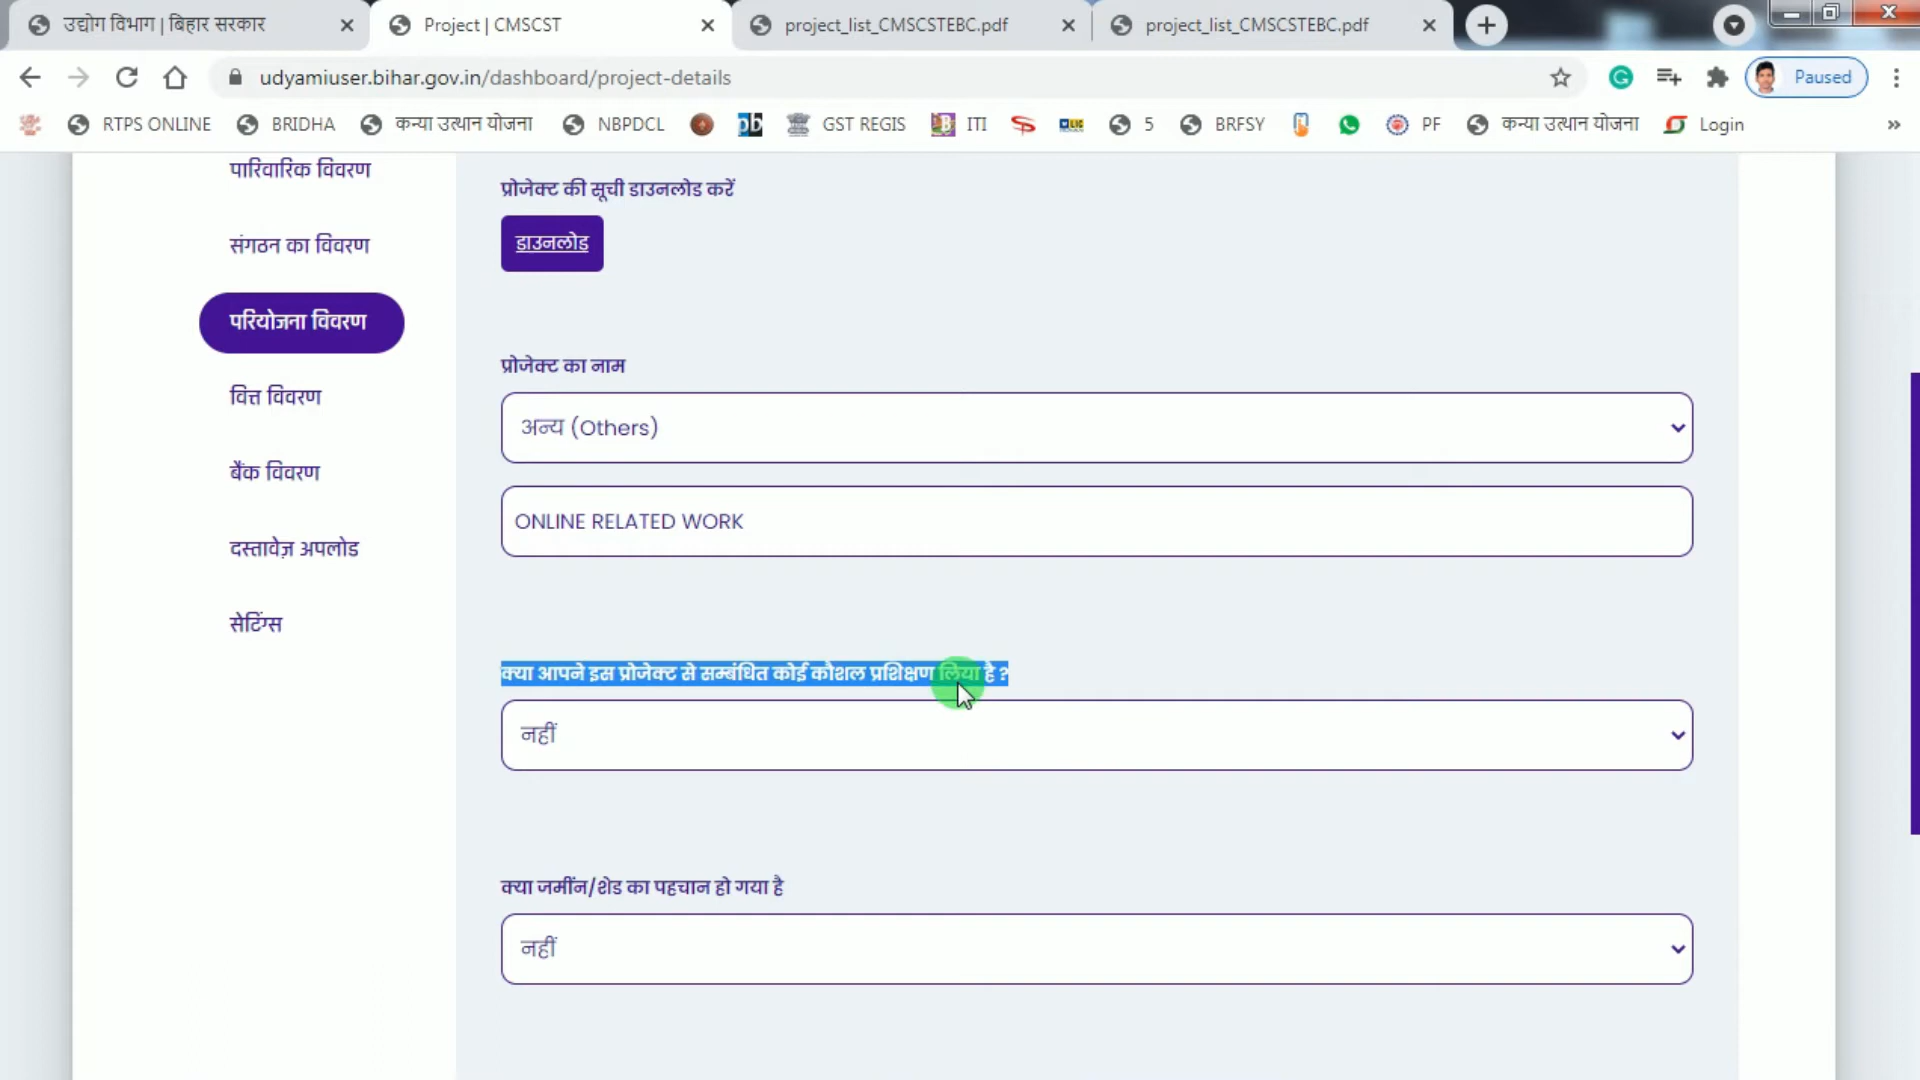 उद्योग विभाग | बिहार सरकार
Project | CMSCST
project_list_CMSCSTEBC.pdf
project_list_CMSCSTEBC.pdf
udyamiuser.bihar.gov.in/dashboard/project-details
Paused
RTPS ONLINE
BRIDHA
कन्या उत्थान योजना
NBPDCL
pb
GST REGIS
ITI
5
BRFSY
PF
कन्या उत्थान योजना
Login
पारिवारिक विवरण
संगठन का विवरण
परियोजना विवरण
वित्त विवरण
बैंक विवरण
दस्तावेज़ अपलोड
सेटिंग्स
प्रोजेक्ट की सूची डाउनलोड करें
डाउनलोड
प्रोजेक्ट का नाम
अन्य (Others)
ONLINE RELATED WORK
क्या आपने इस प्रोजेक्ट से सम्बंधित कोई कौशल प्रशिक्षण लिया है ?
नहीं
क्या जमींन/शेड का पहचान हो गया है
नहीं